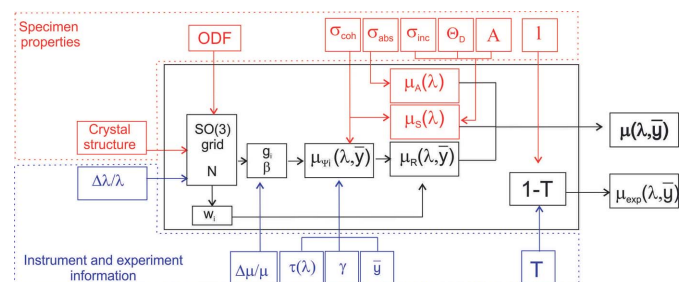 Specimen properties
ODF
σcoh
σabs
σinc
ΘD
A
l
μA(λ)
μS(λ)
Crystal structure
SO(3) grid
N
gi
β
μΨi(λ,y̅)
μR(λ,y̅)
μ(λ,y̅)
Δλ/λ
wi
1-T
μexp(λ,y̅)
Instrument and experiment information
Δμ/μ
τ(λ)
γ
y̅
T